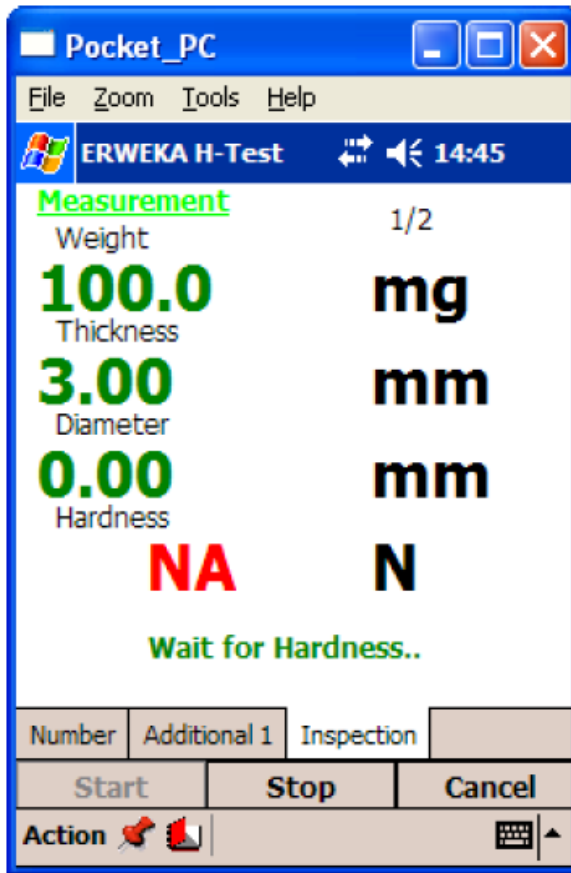 Pocket_PC
File Zoom Tools Help
ERWEKA H-Test 14:45
Measurement
1/2
Weight
100.0 mg
Thickness
3.00 mm
Diameter
0.00 mm
Hardness
NA N
Wait for Hardness..
Number Additional 1 Inspection
Start Stop Cancel
Action